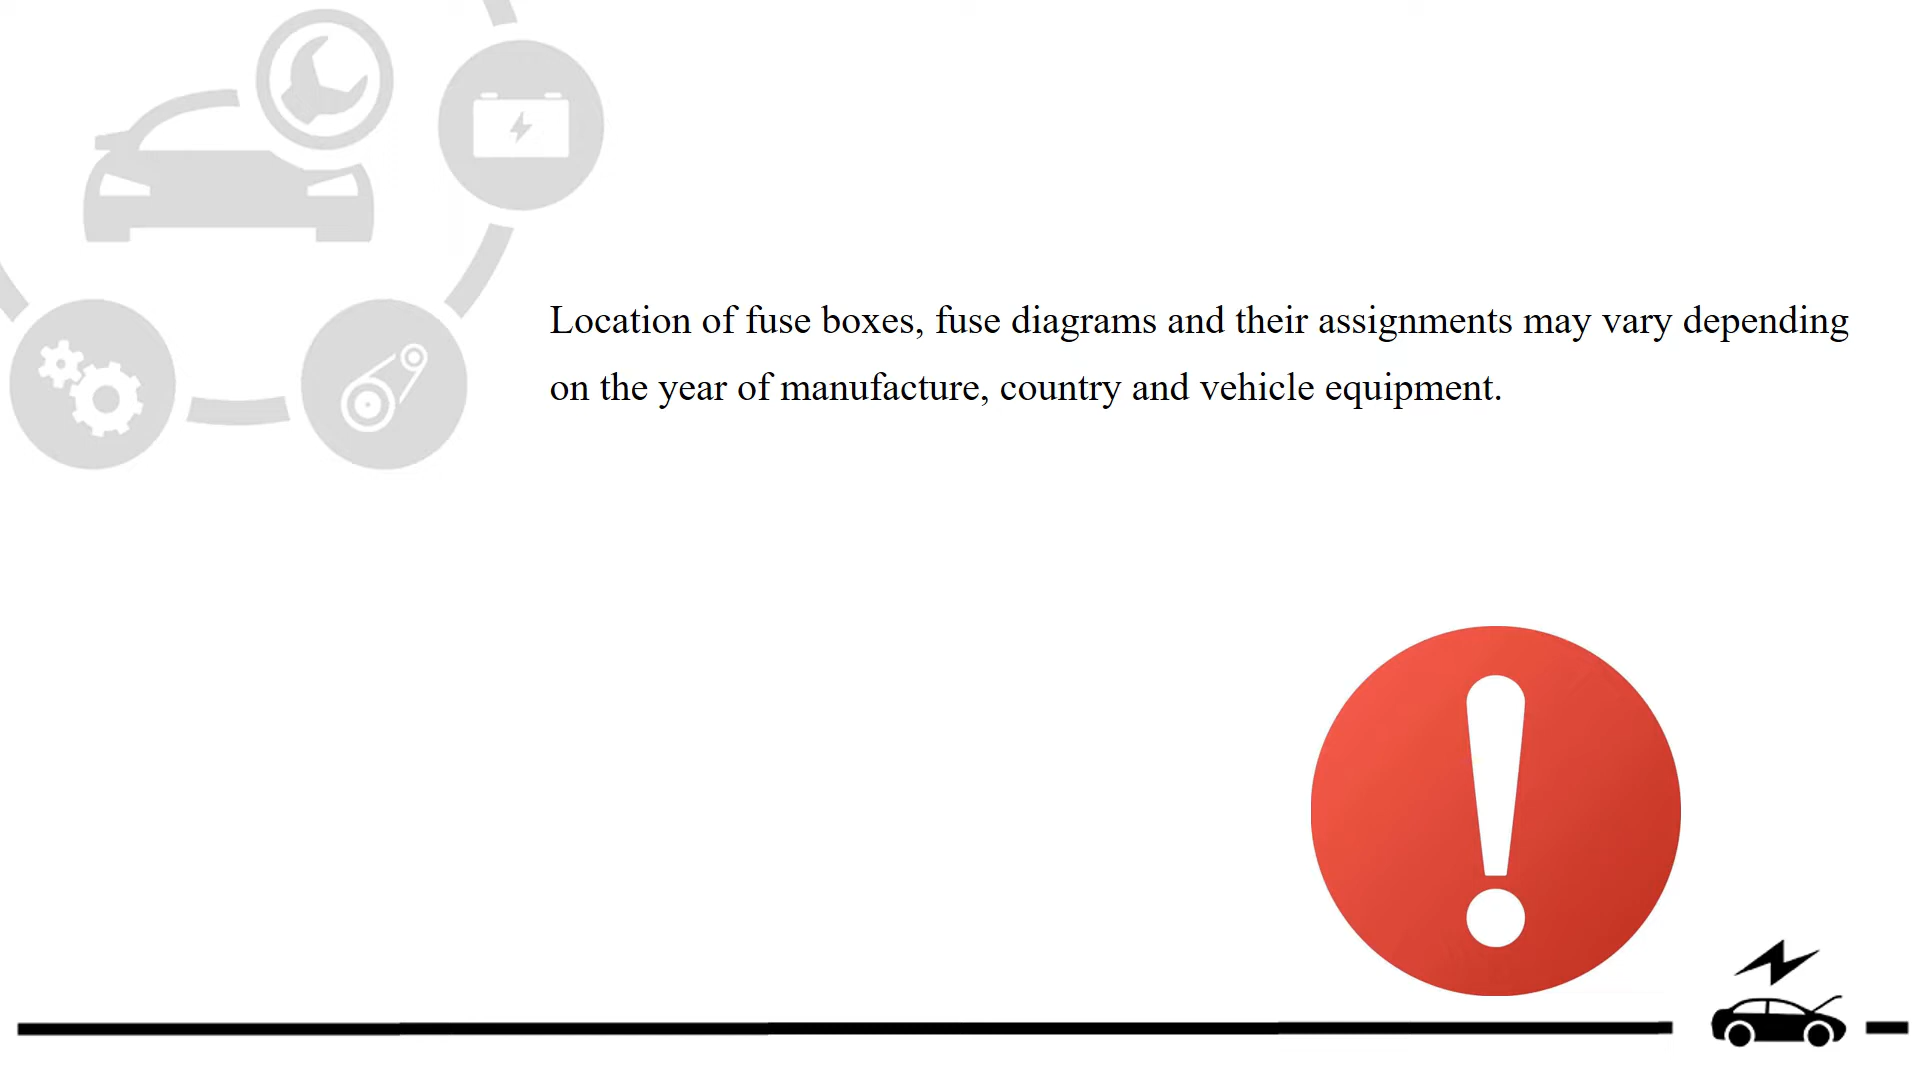 Location of fuse boxes, fuse diagrams and their assignments may vary depending
on the year of manufacture, country and vehicle equipment.